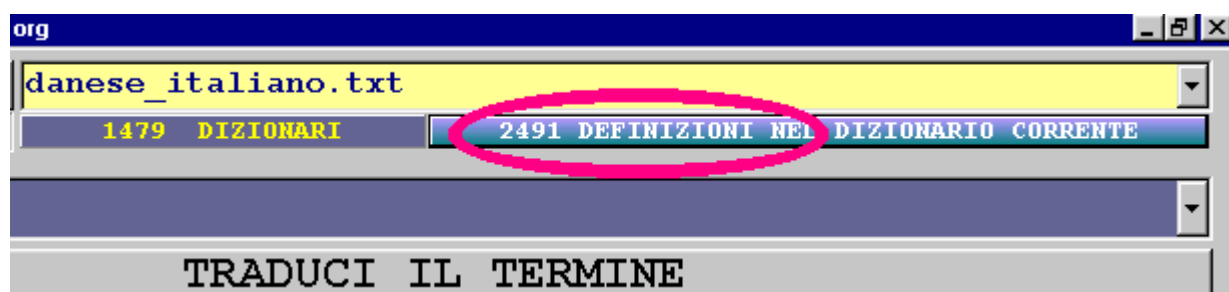 org
danese_italiano.txt
1479 DIZIONARI
2491 DEFINIZIONI NEL DIZIONARIO CORRENTE
TRADUCI IL TERMINE